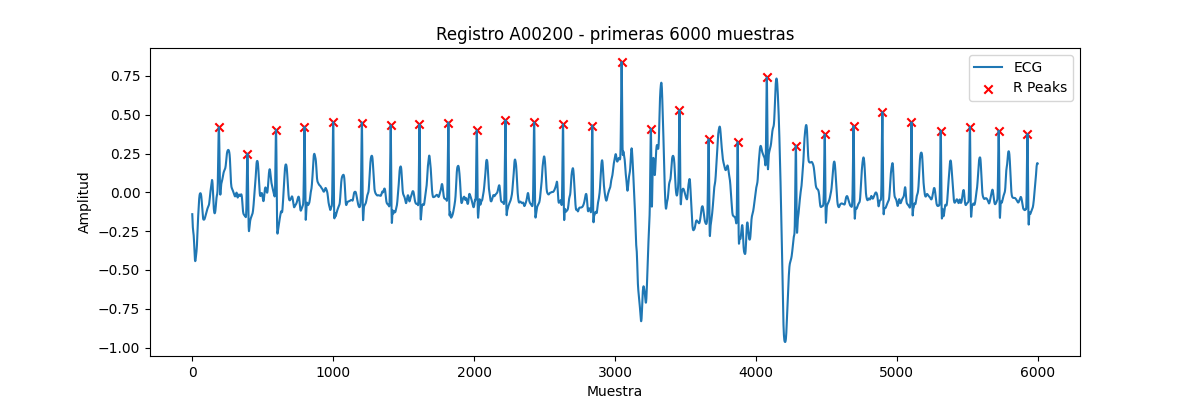 Registro A00200 - primeras 6000 muestras
ECG
R Peaks
Amplitud
0.75
0.50
0.25
0.00
−0.25
−0.50
−0.75
−1.00
0 1000 2000 3000 4000 5000 6000
Muestra